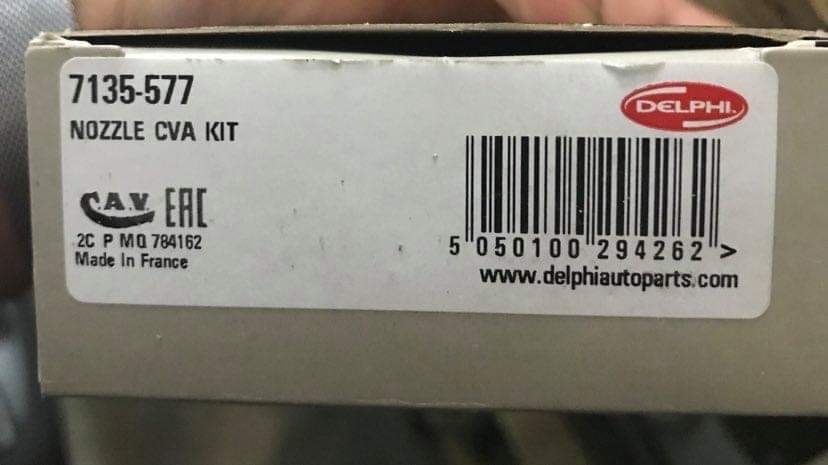 7135-577
DELPHI
NOZZLE CVA KIT
C.A.V. EAC
2C P MQ 784162
Made In France
5 050100 294262 >
www.delphiautoparts.com